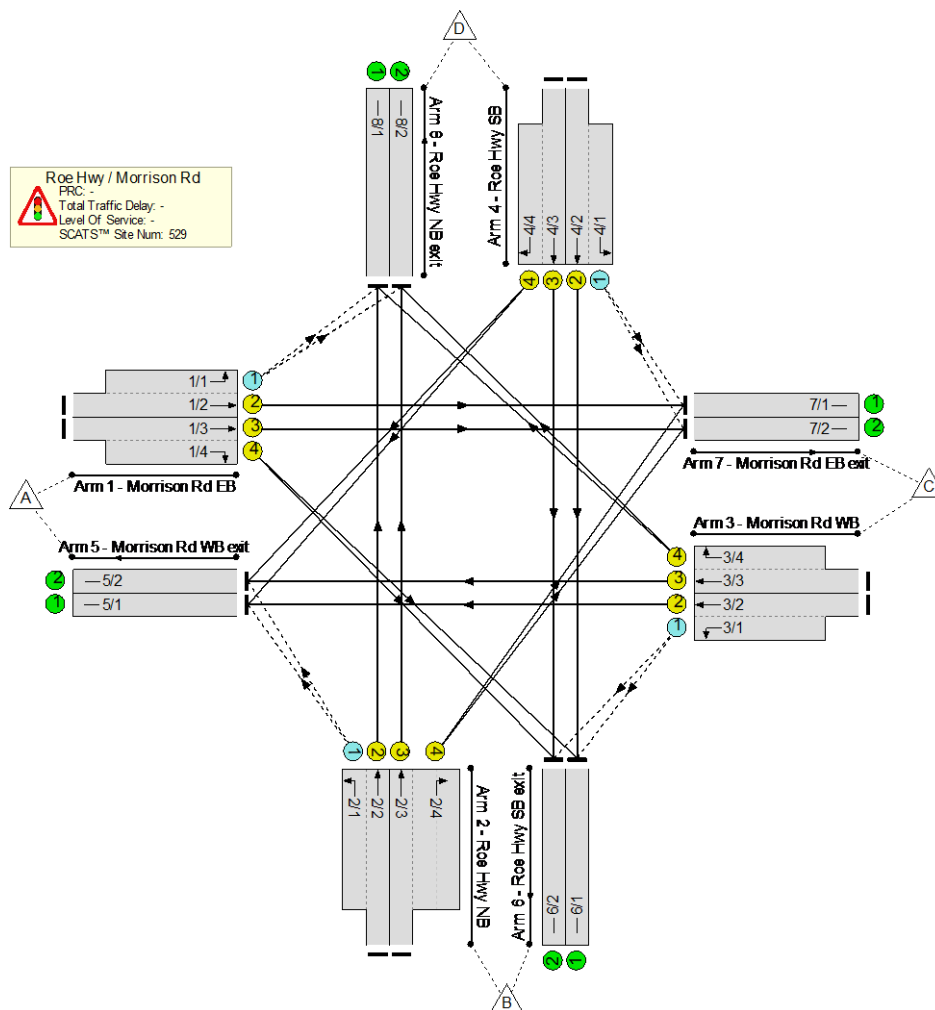 D
1 2
8/1 8/2
Arm 8 - Roe Hwy NB exit
Arm 4 - Roe Hwy SB
4/4 4/3 4/2 4/1
4 3 2 1
Roe Hwy / Morrison Rd
PRC: -
Total Traffic Delay: -
Level Of Service: -
SCATS™ Site Num: 529
1/1 1
1/2 2
1/3 3
1/4 4
Arm 1 - Morrison Rd EB
A
7/1 1
7/2 2
Arm 7 - Morrison Rd EB exit
C
Arm 5 - Morrison Rd WB exit
2 5/2
1 5/1
Arm 3 - Morrison Rd WB
4 3/4
3 3/3
2 3/2
1 3/1
1 2 3 4
2/1 2/2 2/3 2/4
Arm 2 - Roe Hwy NB
Arm 6 - Roe Hwy SB exit
6/2 6/1
2 1
B